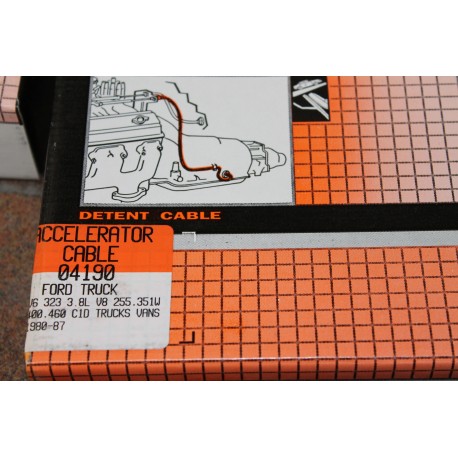 DETENT CABLE
ACCELERATOR
CABLE
04190
FORD TRUCK
V6 323 3.8L V8 255.351W
400.460 CID TRUCKS VANS
1980-87